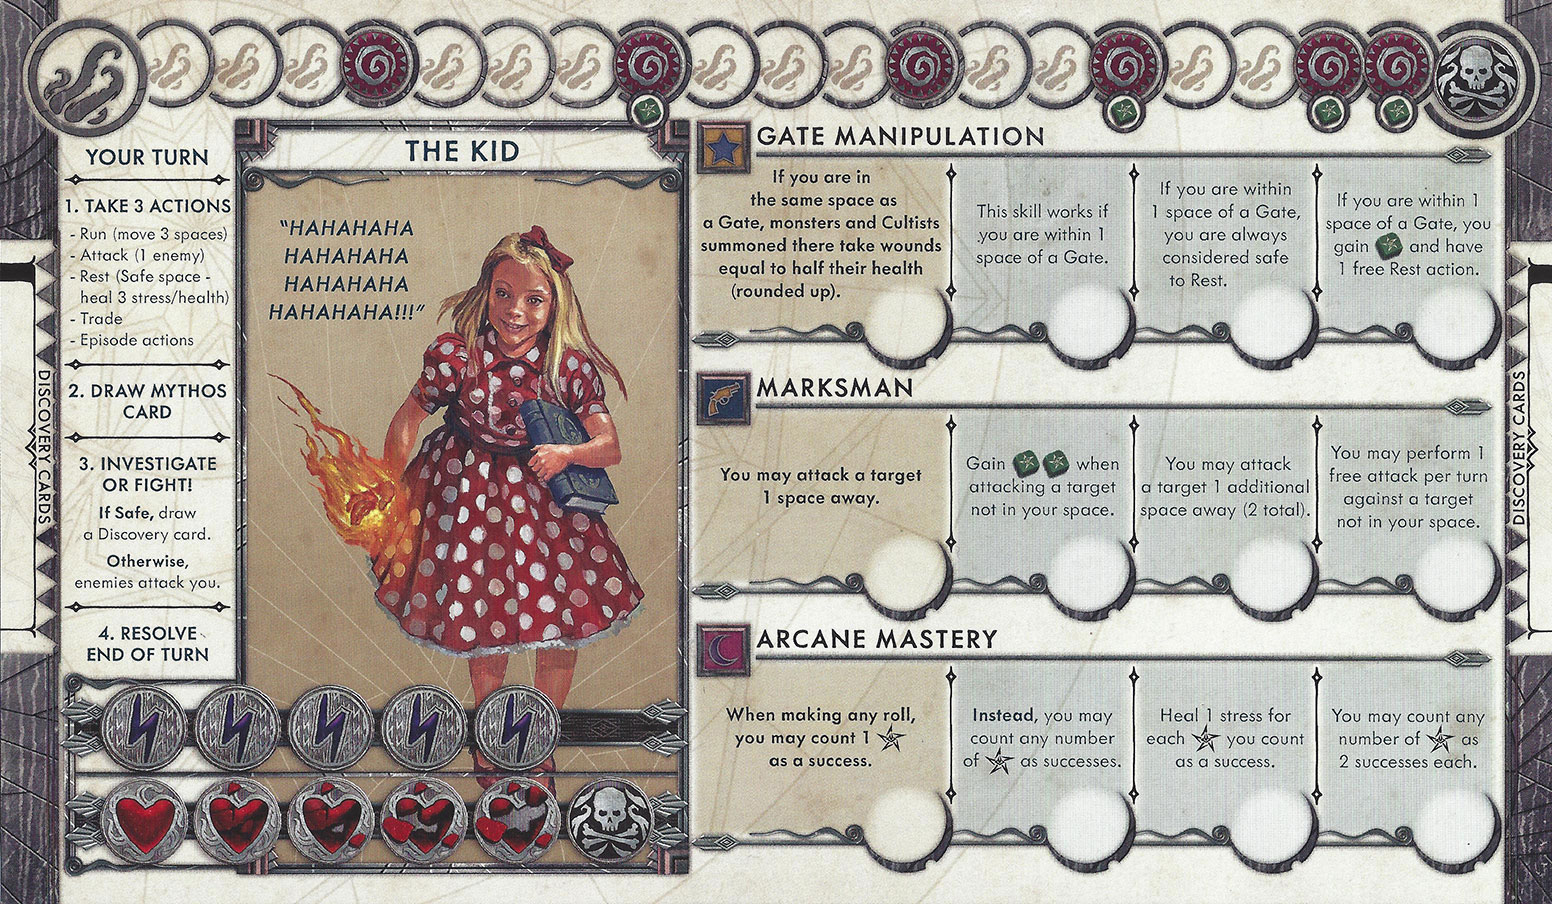 YOUR TURN
1. TAKE 3 ACTIONS
- Run (move 3 spaces)
- Attack (1 enemy)
- Rest (Safe space -
heal 3 stress/health)
- Trade
- Episode actions
2. DRAW MYTHOS
CARD
3. INVESTIGATE
OR FIGHT!
If Safe, draw
a Discovery card.
Otherwise,
enemies attack you.
4. RESOLVE
END OF TURN
DISCOVERY CARDS
THE KID
"HAHAHAHA
HAHAHAHA
HAHAHAHA
HAHAHAHA!!!"
GATE MANIPULATION
If you are in
the same space as
a Gate, monsters and Cultists
summoned there take wounds
equal to half their health
(rounded up).
This skill works if
you are within 1
space of a Gate.
If you are within
1 space of a Gate,
you are always
considered safe
to Rest.
If you are within 1
space of a Gate, you
gain and have
1 free Rest action.
MARKSMAN
You may attack a target
1 space away.
Gain when
attacking a target
not in your space.
You may attack
a target 1 additional
space away (2 total).
You may perform 1
free attack per turn
against a target
not in your space.
ARCANE MASTERY
When making any roll,
you may count 1
as a success.
Instead, you may
count any number
of as successes.
Heal 1 stress for
each you count
as a success.
You may count any
number of as
2 successes each.
DISCOVERY CARDS